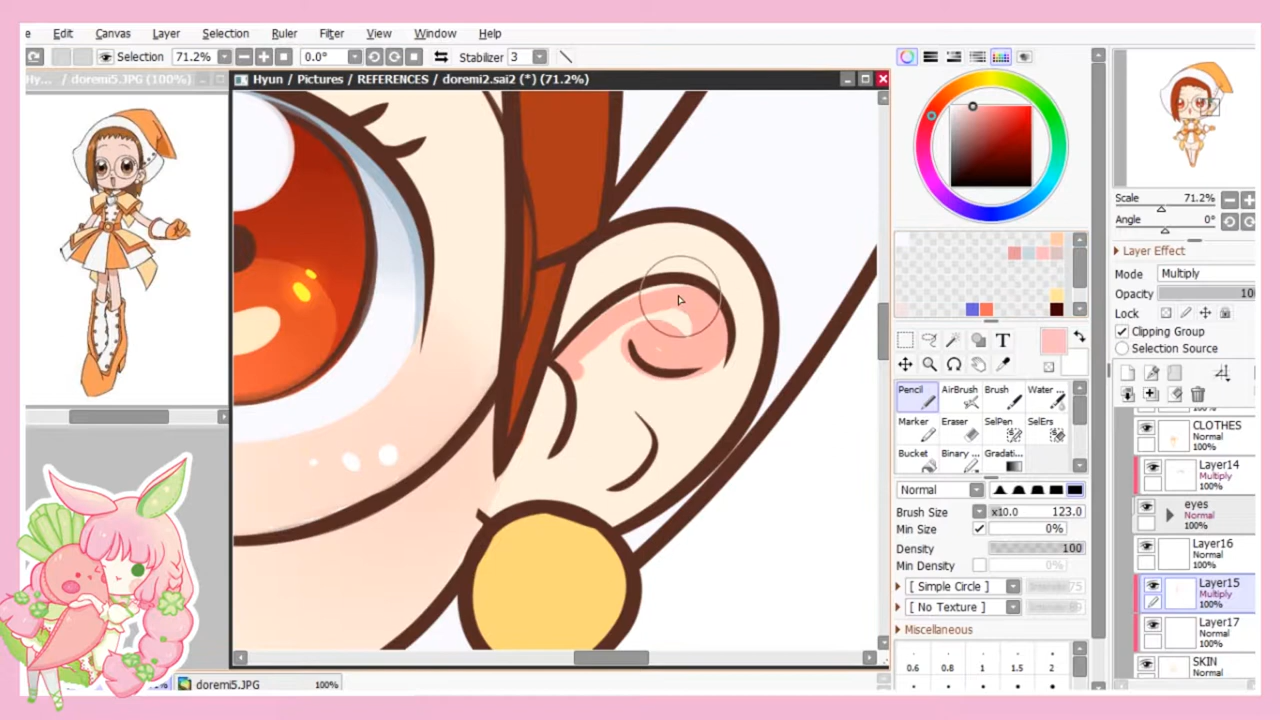 Edit Canvas Layer Selection Ruler Filter View Window Help
Selection 71.2% 0.0° Stabilizer 3
/ doremi5.JPG (100%)
Hyun / Pictures / REFERENCES / doremi2.sai2 (*) (71.2%)
Scale 71.2%
Angle 0°
Layer Effect
Mode Multiply
Opacity
Lock
Clipping Group
Selection Source
T
Pencil AirBrush Brush Water ...
Marker Eraser SelPen SelErs
Bucket Binary ... Gradati...
Normal
Brush Size x10.0 123.0
Min Size 0%
Density 100
Min Density 0%
[ Simple Circle ]
[ No Texture ]
Miscellaneous
0.6 0.8 1 1.5 2
CLOTHES
Normal
100%
Layer14
Multiply
100%
eyes
Normal
100%
Layer16
Normal
100%
Layer15
Multiply
100%
Layer17
Normal
100%
SKIN
Normal
doremi5.JPG 100%